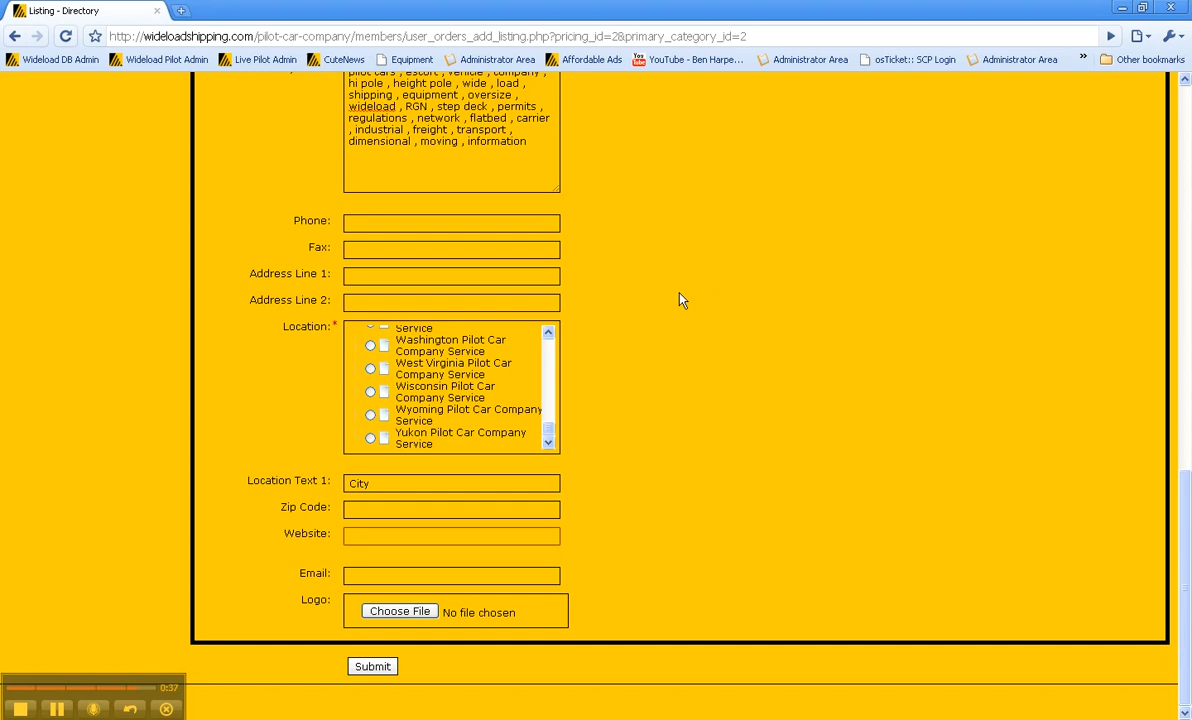 Listing - Directory
http://wideloadshipping.com/pilot-car-company/members/user_orders_add_listing.php?pricing_id=2&primary_category_id=2
Wideload DB Admin Wideload Pilot Admin Live Pilot Admin CuteNews Equipment Administrator Area Affordable Ads YouTube - Ben Harpe... Administrator Area osTicket:: SCP Login Administrator Area » Other bookmarks
pilot cars , escort , vehicle , company ,
hi pole , height pole , wide , load ,
shipping , equipment , oversize ,
wideload , RGN , step deck , permits ,
regulations , network , flatbed , carrier
, industrial , freight , transport ,
dimensional , moving , information
Phone:
Fax:
Address Line 1:
Address Line 2:
Location: *
Service
Washington Pilot Car
Company Service
West Virginia Pilot Car
Company Service
Wisconsin Pilot Car
Company Service
Wyoming Pilot Car Company
Service
Yukon Pilot Car Company
Service
Location Text 1: City
Zip Code:
Website:
Email:
Logo: Choose File No file chosen
Submit
0:37